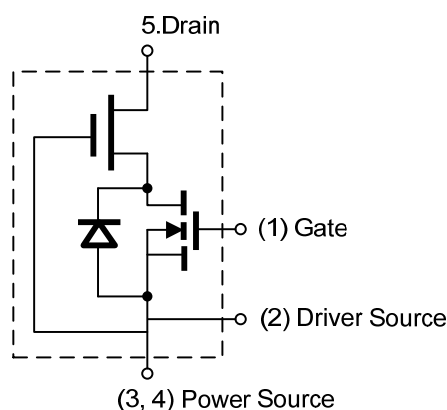 5.Drain
(1) Gate
(2) Driver Source
(3, 4) Power Source